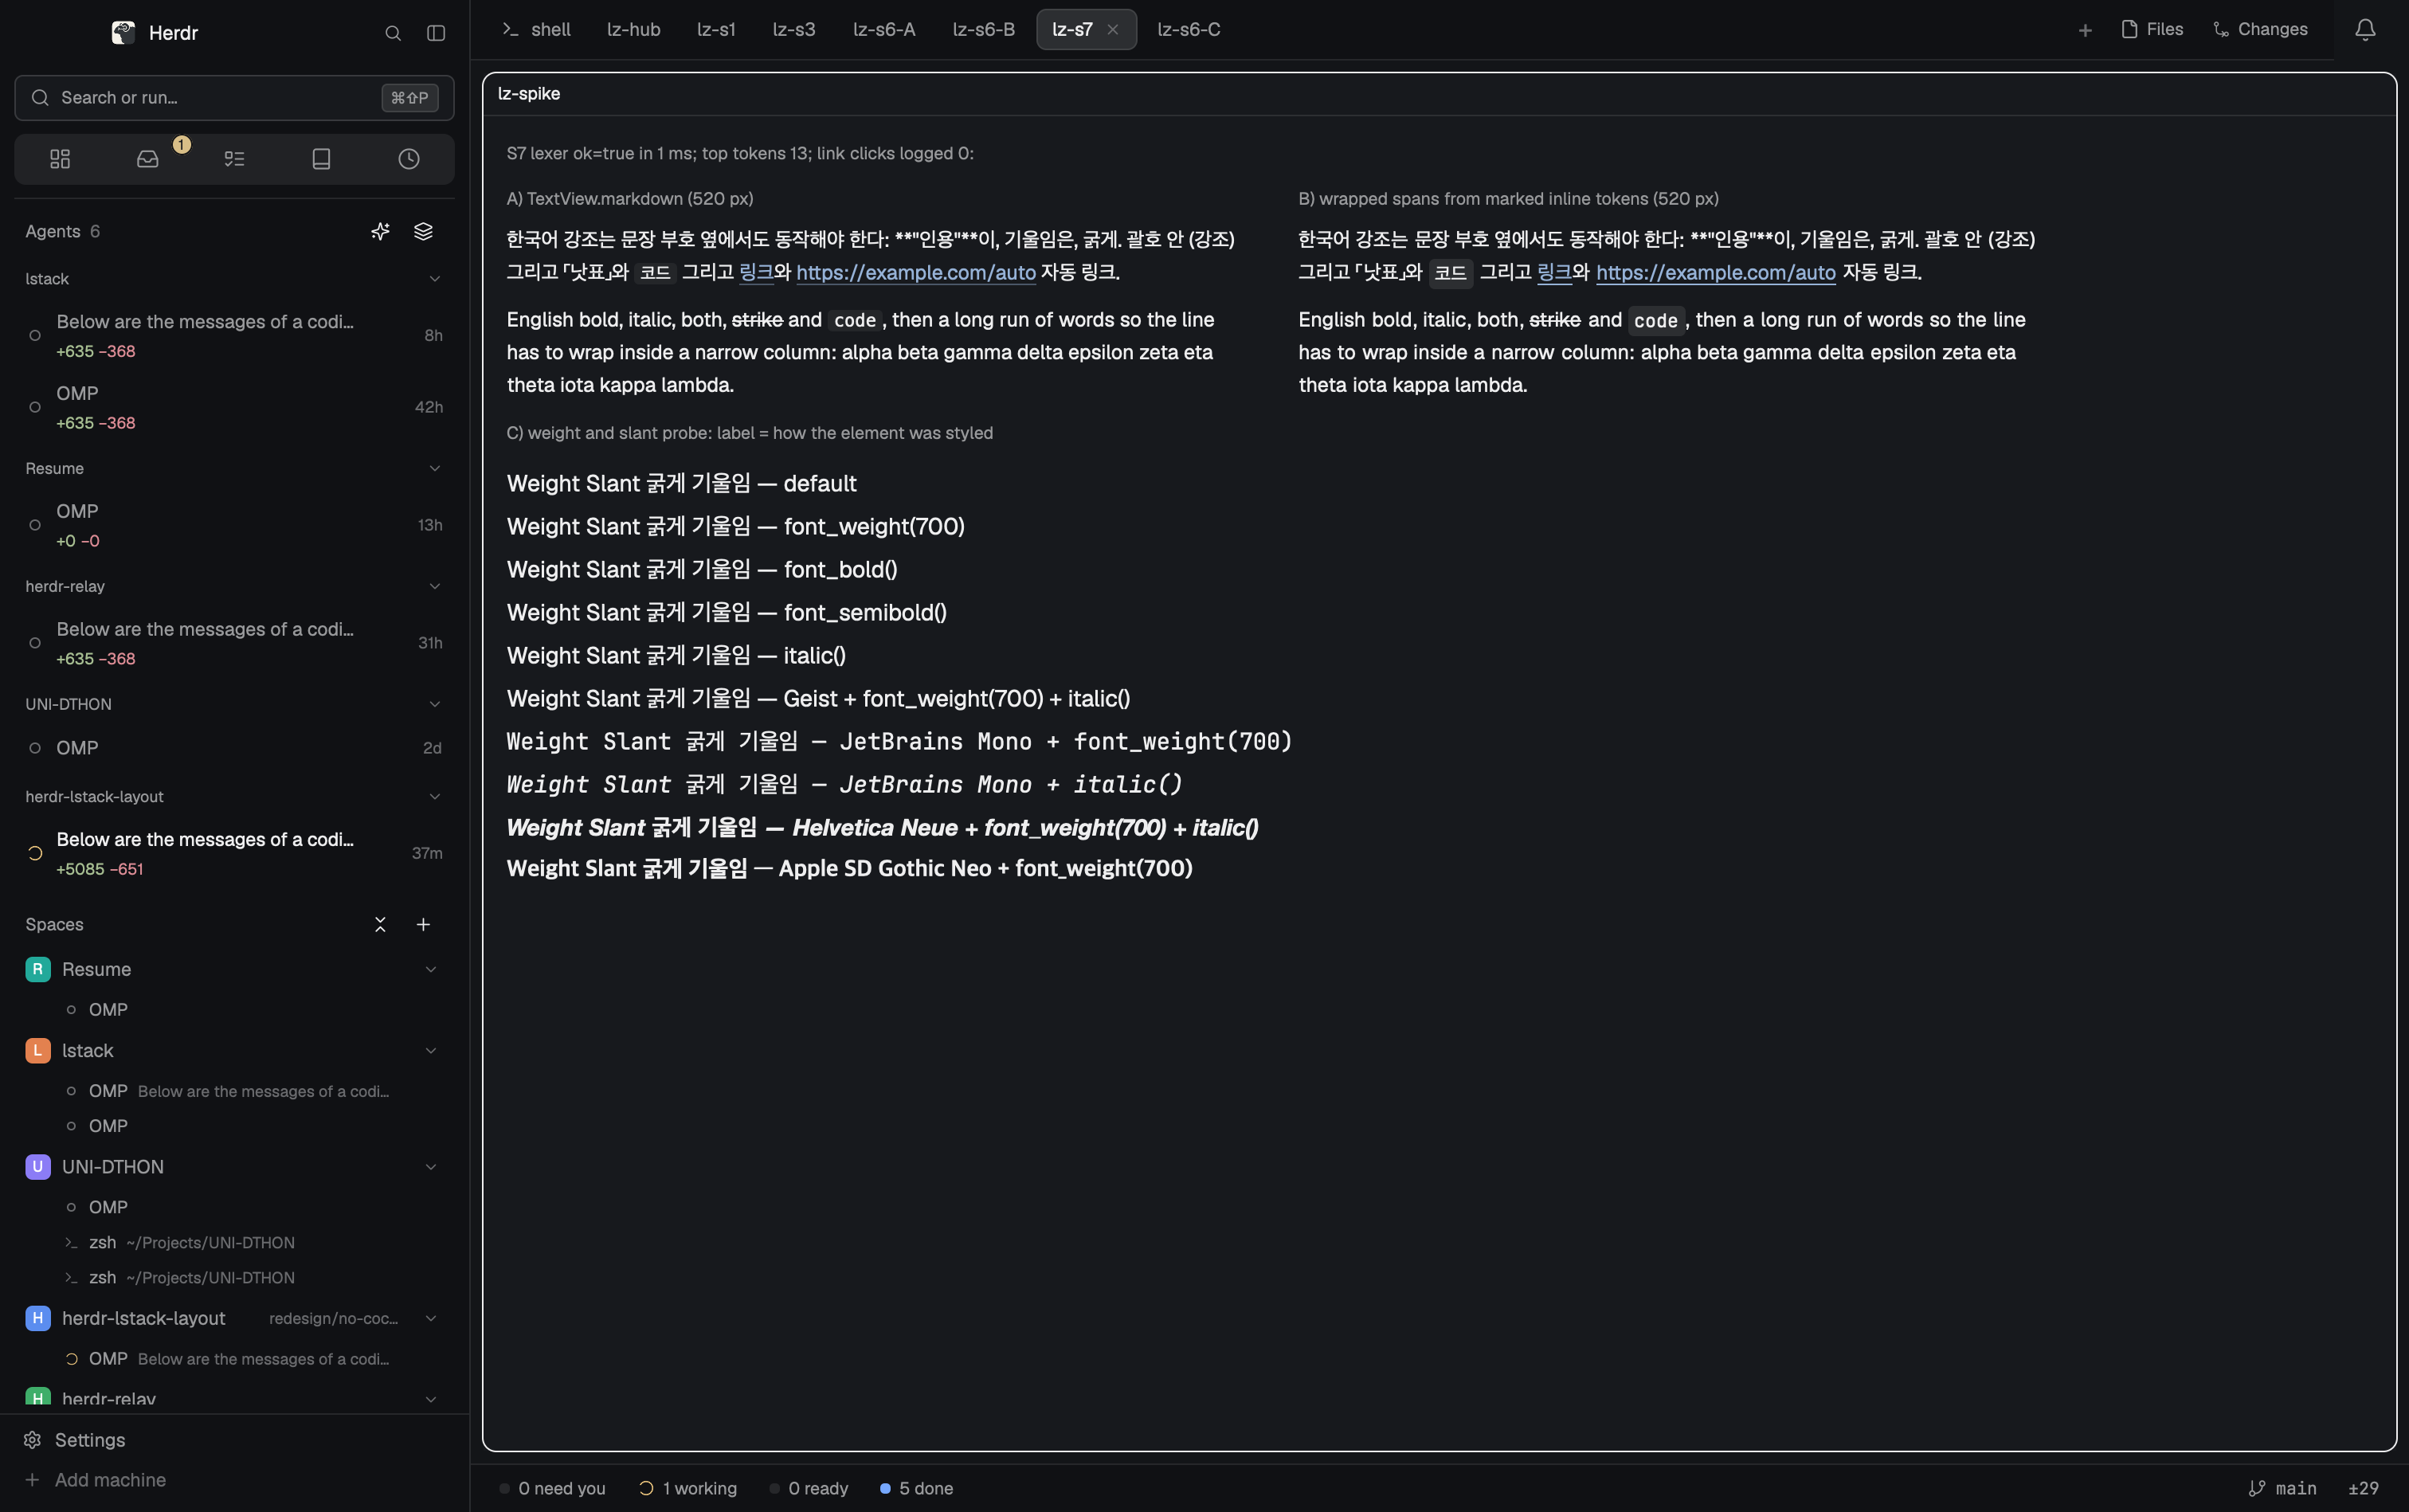 Herdr
Search or run…
⌘⇧P
1
Agents 6
lstack
Below are the messages of a codi…
+635 −368
8h
OMP
+635 −368
42h
Resume
OMP
+0 −0
13h
herdr-relay
Below are the messages of a codi…
+635 −368
31h
UNI-DTHON
OMP
2d
herdr-lstack-layout
Below are the messages of a codi…
+5085 −651
37m
Spaces
R Resume
OMP
L lstack
OMP Below are the messages of a codi…
OMP
U UNI-DTHON
OMP
zsh ~/Projects/UNI-DTHON
zsh ~/Projects/UNI-DTHON
H herdr-lstack-layout redesign/no-coc…
OMP Below are the messages of a codi…
H herdr-relay
Settings
Add machine
shell lz-hub lz-s1 lz-s3 lz-s6-A lz-s6-B lz-s7 lz-s6-C
Files Changes
lz-spike
S7 lexer ok=true in 1 ms; top tokens 13; link clicks logged 0:
A) TextView.markdown (520 px)
한국어 강조는 문장 부호 옆에서도 동작해야 한다: **"인용"**이, 기울임은, 굵게. 괄호 안 (강조)
그리고 「낫표」와 코드 그리고 링크와 https://example.com/auto 자동 링크.
English bold, italic, both, strike and code, then a long run of words so the line
has to wrap inside a narrow column: alpha beta gamma delta epsilon zeta eta
theta iota kappa lambda.
B) wrapped spans from marked inline tokens (520 px)
한국어 강조는 문장 부호 옆에서도 동작해야 한다: **"인용"**이, 기울임은, 굵게. 괄호 안 (강조)
그리고 「낫표」와 코드 그리고 링크와 https://example.com/auto 자동 링크.
English bold, italic, both, strike and code, then a long run of words so the line
has to wrap inside a narrow column: alpha beta gamma delta epsilon zeta eta
theta iota kappa lambda.
C) weight and slant probe: label = how the element was styled
Weight Slant 굵게 기울임 — default
Weight Slant 굵게 기울임 — font_weight(700)
Weight Slant 굵게 기울임 — font_bold()
Weight Slant 굵게 기울임 — font_semibold()
Weight Slant 굵게 기울임 — italic()
Weight Slant 굵게 기울임 — Geist + font_weight(700) + italic()
Weight Slant 굵게 기울임 — JetBrains Mono + font_weight(700)
Weight Slant 굵게 기울임 — JetBrains Mono + italic()
Weight Slant 굵게 기울임 — Helvetica Neue + font_weight(700) + italic()
Weight Slant 굵게 기울임 — Apple SD Gothic Neo + font_weight(700)
0 need you 1 working 0 ready 5 done
main ±29